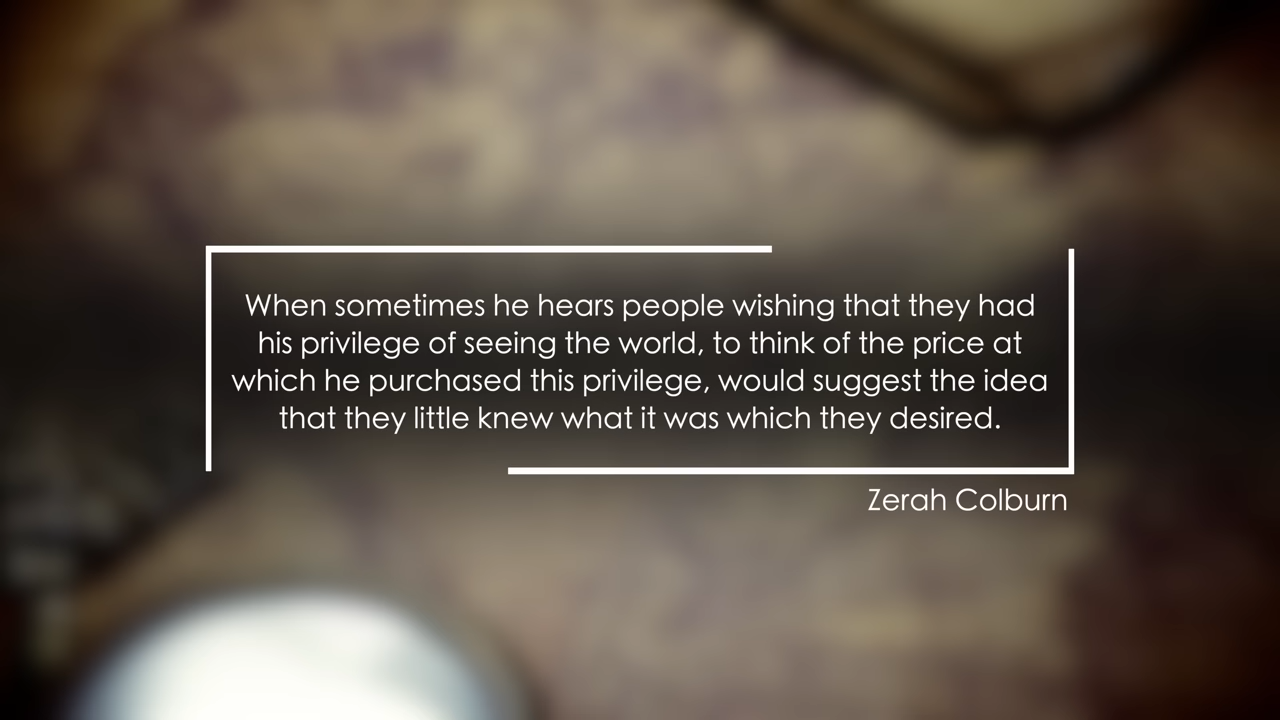 When sometimes he hears people wishing that they had
his privilege of seeing the world, to think of the price at
which he purchased this privilege, would suggest the idea
that they little knew what it was which they desired.
Zerah Colburn